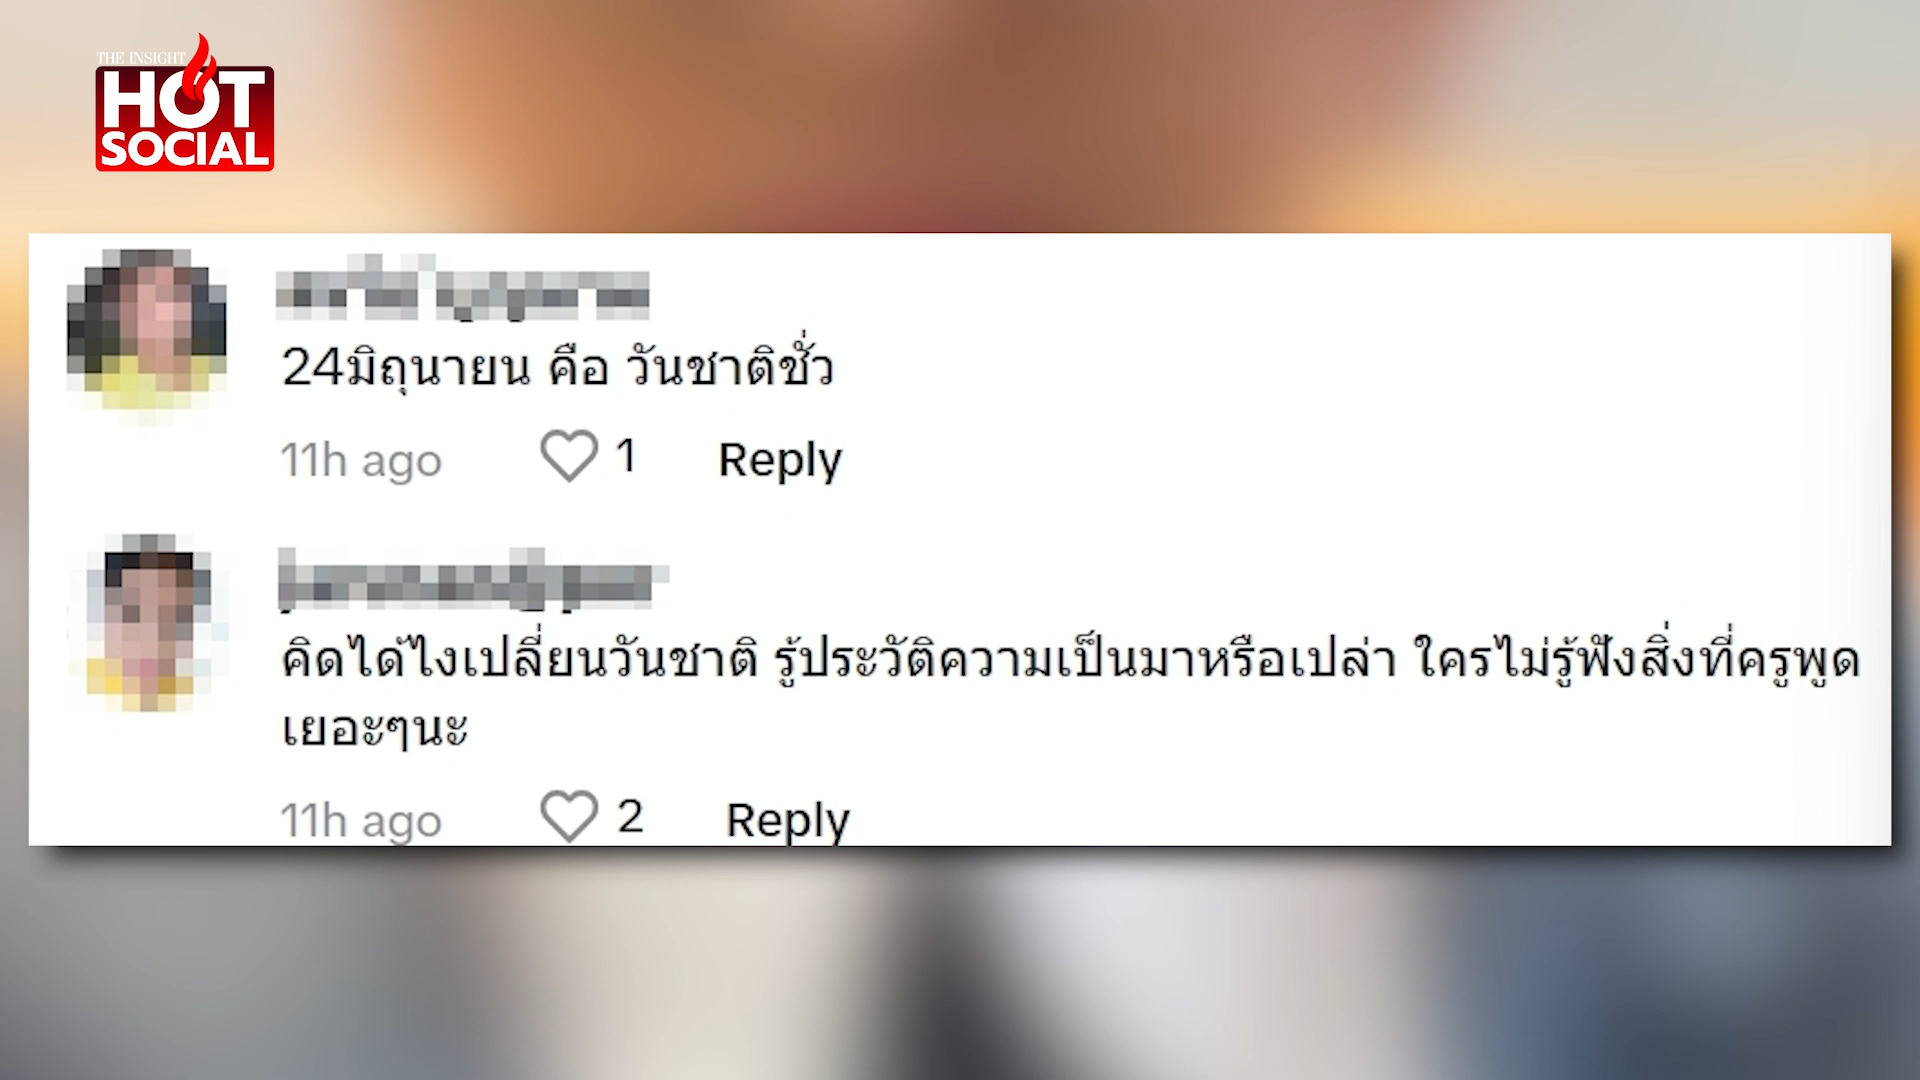 THE INSIGHT
HOT
SOCIAL
24มิถุนายน คือ วันชาติชั่ว
11h ago 1 Reply
คิดได้ไงเปลี่ยนวันชาติ รู้ประวัติความเป็นมาหรือเปล่า ใครไม่รู้ฟังสิ่งที่ครูพูด
เยอะๆนะ
11h ago 2 Reply